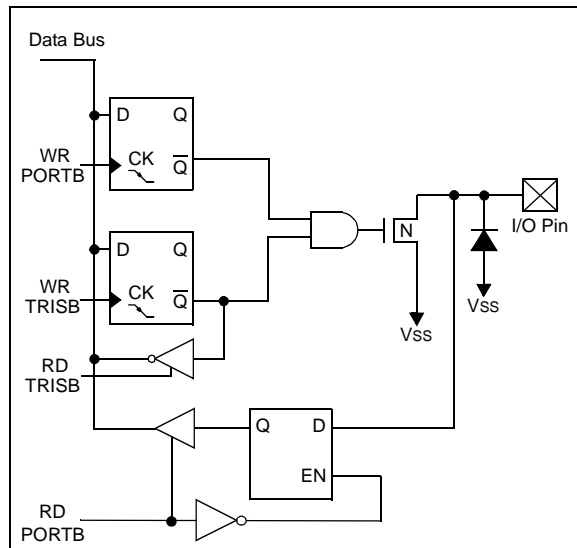 Data Bus
D Q
WR
PORTB
CK
Q
D Q
WR
TRISB
CK
Q
RD
TRISB
N
I/O Pin
VSS
VSS
Q D
EN
RD
PORTB